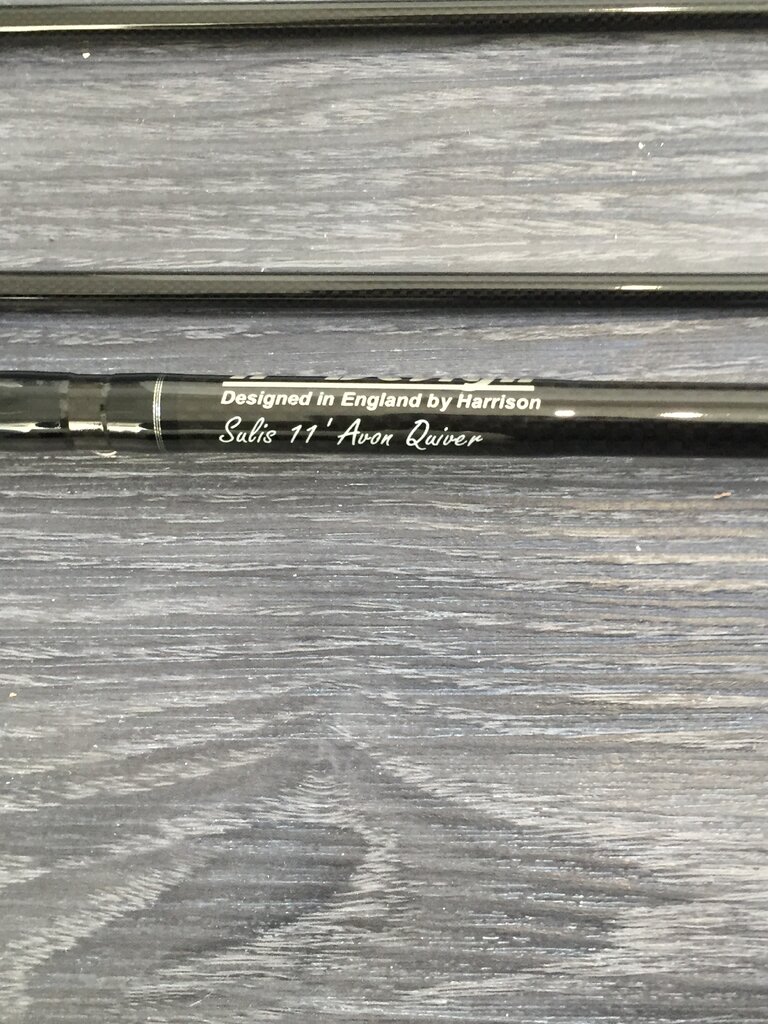 Designed in England by Harrison
Sulis 11' Avon Quiver